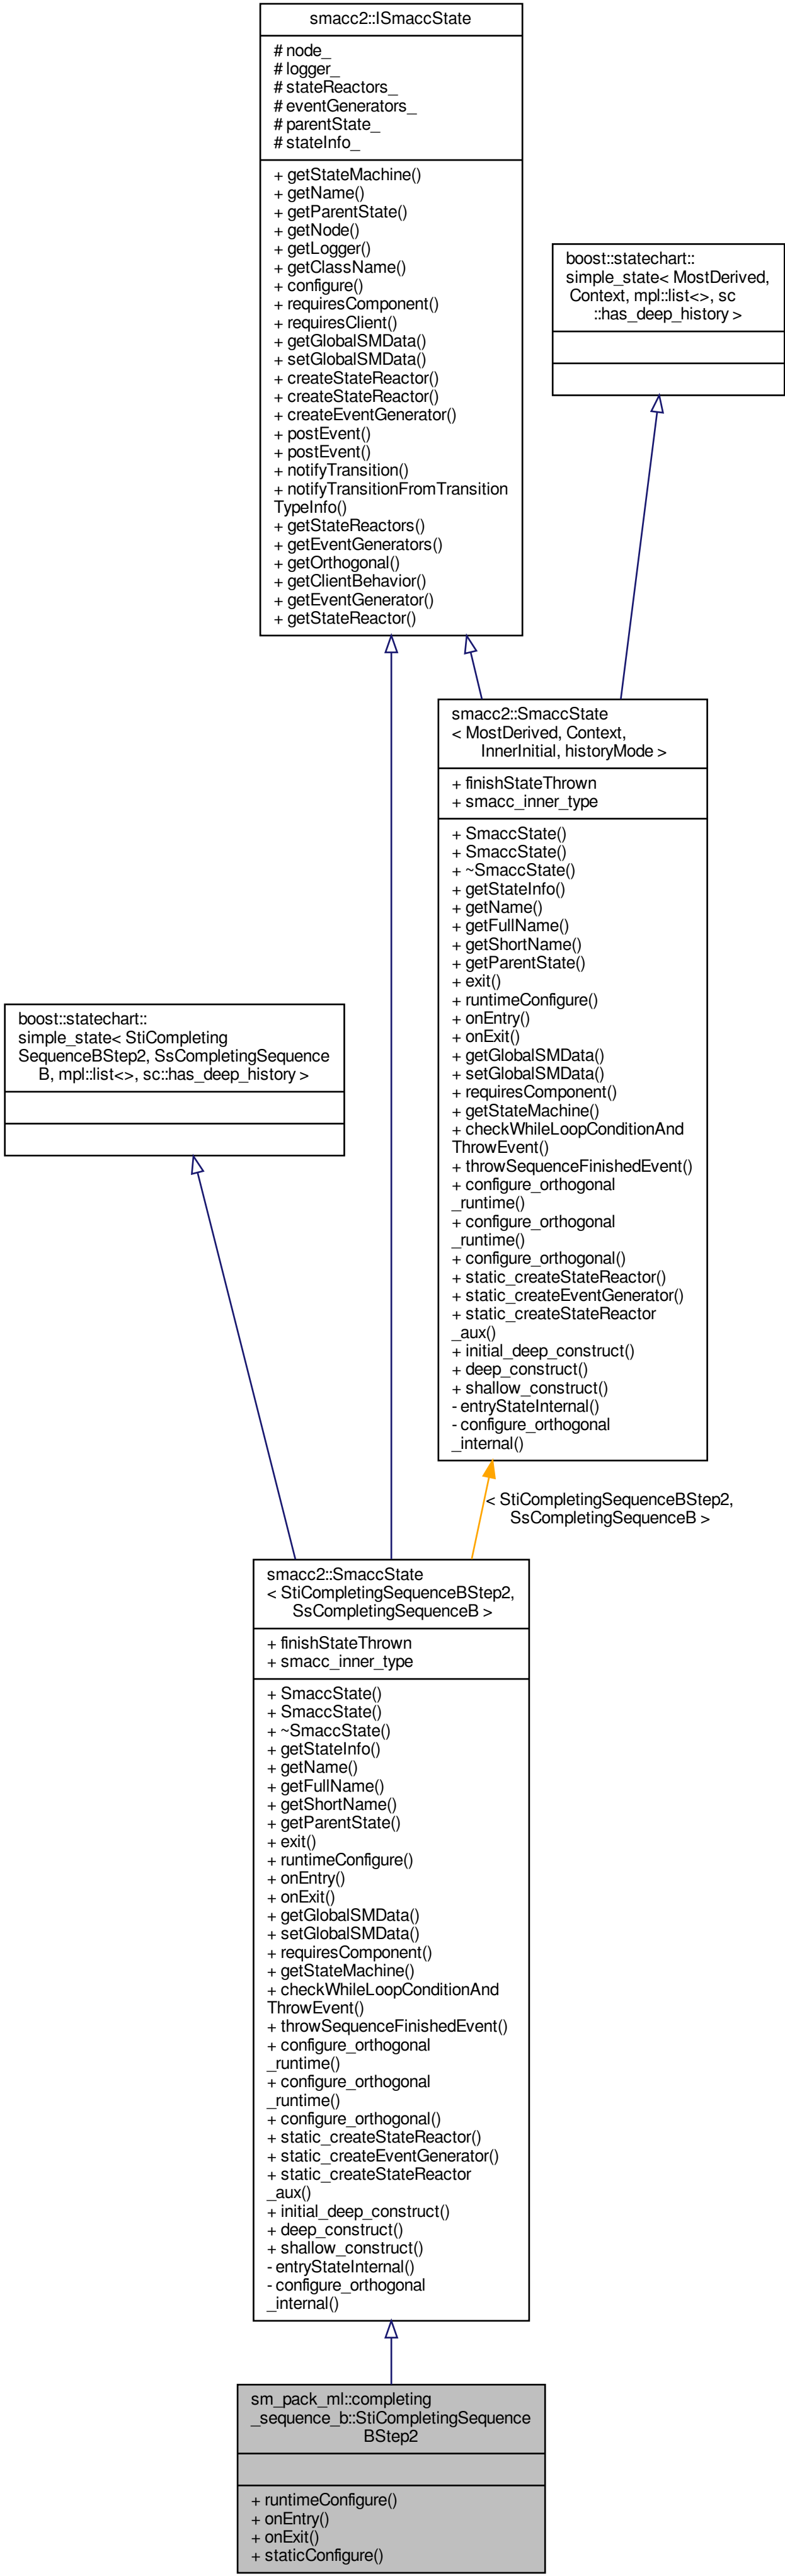 smacc2::ISmaccState
# node_
# logger_
# stateReactors_
# eventGenerators_
# parentState_
# stateInfo_
+ getStateMachine()
+ getName()
+ getParentState()
+ getNode()
+ getLogger()
+ getClassName()
+ configure()
+ requiresComponent()
+ requiresClient()
+ getGlobalSMData()
+ setGlobalSMData()
+ createStateReactor()
+ createStateReactor()
+ createEventGenerator()
+ postEvent()
+ postEvent()
+ notifyTransition()
+ notifyTransitionFromTransition
TypeInfo()
+ getStateReactors()
+ getEventGenerators()
+ getOrthogonal()
+ getClientBehavior()
+ getEventGenerator()
+ getStateReactor()
boost::statechart::
simple_state< MostDerived,
Context, mpl::list<>, sc
::has_deep_history >
smacc2::SmaccState
< MostDerived, Context,
InnerInitial, historyMode >
+ finishStateThrown
+ smacc_inner_type
+ SmaccState()
+ SmaccState()
+ ~SmaccState()
+ getStateInfo()
+ getName()
+ getFullName()
+ getShortName()
+ getParentState()
+ exit()
+ runtimeConfigure()
+ onEntry()
+ onExit()
+ getGlobalSMData()
+ setGlobalSMData()
+ requiresComponent()
+ getStateMachine()
+ checkWhileLoopConditionAnd
ThrowEvent()
+ throwSequenceFinishedEvent()
+ configure_orthogonal
_runtime()
+ configure_orthogonal
_runtime()
+ configure_orthogonal()
+ static_createStateReactor()
+ static_createEventGenerator()
+ static_createStateReactor
_aux()
+ initial_deep_construct()
+ deep_construct()
+ shallow_construct()
- entryStateInternal()
- configure_orthogonal
_internal()
boost::statechart::
simple_state< StiCompleting
SequenceBStep2, SsCompletingSequence
B, mpl::list<>, sc::has_deep_history >
< StiCompletingSequenceBStep2,
SsCompletingSequenceB >
smacc2::SmaccState
< StiCompletingSequenceBStep2,
SsCompletingSequenceB >
+ finishStateThrown
+ smacc_inner_type
+ SmaccState()
+ SmaccState()
+ ~SmaccState()
+ getStateInfo()
+ getName()
+ getFullName()
+ getShortName()
+ getParentState()
+ exit()
+ runtimeConfigure()
+ onEntry()
+ onExit()
+ getGlobalSMData()
+ setGlobalSMData()
+ requiresComponent()
+ getStateMachine()
+ checkWhileLoopConditionAnd
ThrowEvent()
+ throwSequenceFinishedEvent()
+ configure_orthogonal
_runtime()
+ configure_orthogonal
_runtime()
+ configure_orthogonal()
+ static_createStateReactor()
+ static_createEventGenerator()
+ static_createStateReactor
_aux()
+ initial_deep_construct()
+ deep_construct()
+ shallow_construct()
- entryStateInternal()
- configure_orthogonal
_internal()
sm_pack_ml::completing
_sequence_b::StiCompletingSequence
BStep2
+ runtimeConfigure()
+ onEntry()
+ onExit()
+ staticConfigure()